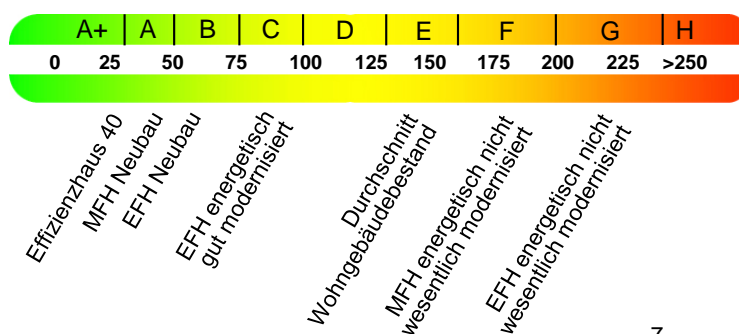 A+ A B C D E F G H
0 25 50 75 100 125 150 175 200 225 >250
Effizienzhaus 40
MFH Neubau
EFH Neubau
EFH energetisch
gut modernisiert
Durchschnitt
Wohngebäudebestand
MFH energetisch nicht
wesentlich modernisiert
EFH energetisch nicht
wesentlich modernisiert
7